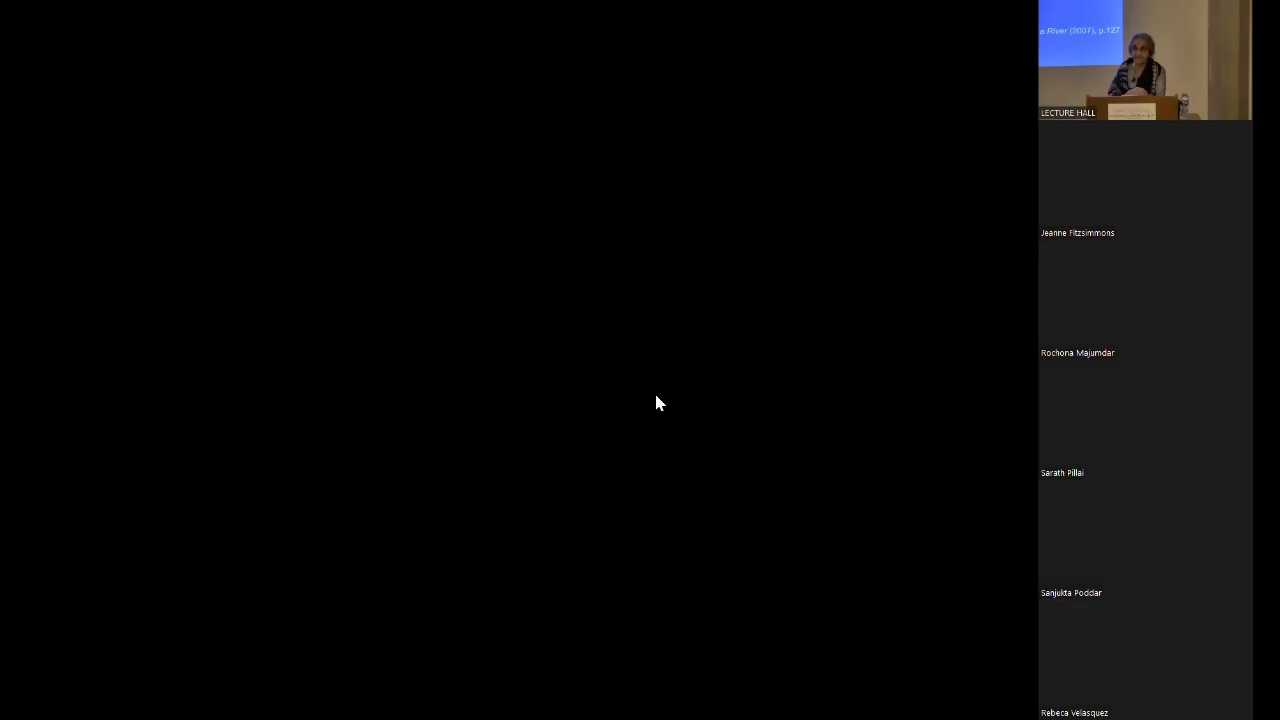 a River (2007), p.127
LECTURE HALL
Jeanne Fitzsimmons
Rochona Majumdar
Sarath Pillai
Sanjukta Poddar
Rebeca Velasquez